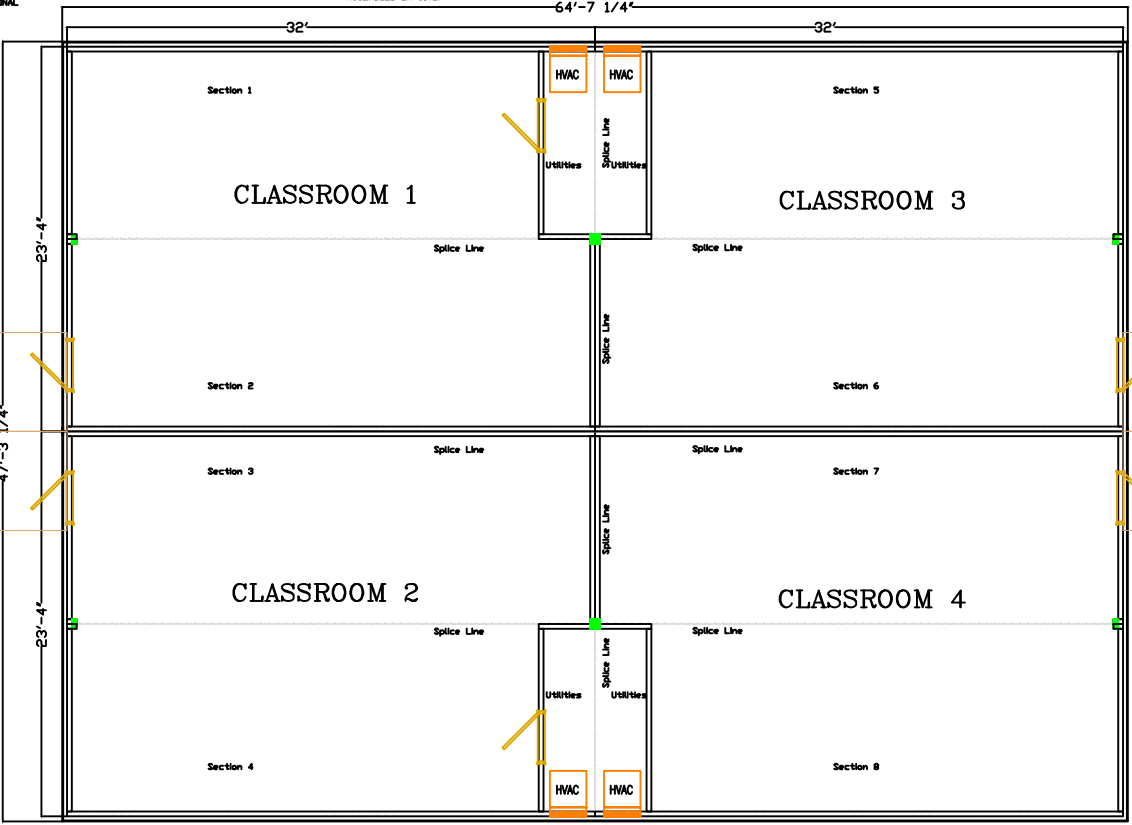 64'-7 1/4"
32'
32'
HVAC
HVAC
Section 1
Section 5
Splice Line
Utilities
Utilities
CLASSROOM 1
CLASSROOM 3
23'-4"
Splice Line
Splice Line
Splice Line
Section 2
Section 6
47'-3 1/4"
Splice Line
Splice Line
Section 3
Section 7
Splice Line
CLASSROOM 2
CLASSROOM 4
23'-4"
Splice Line
Splice Line
Splice Line
Utilities
Utilities
Section 4
Section 8
HVAC
HVAC